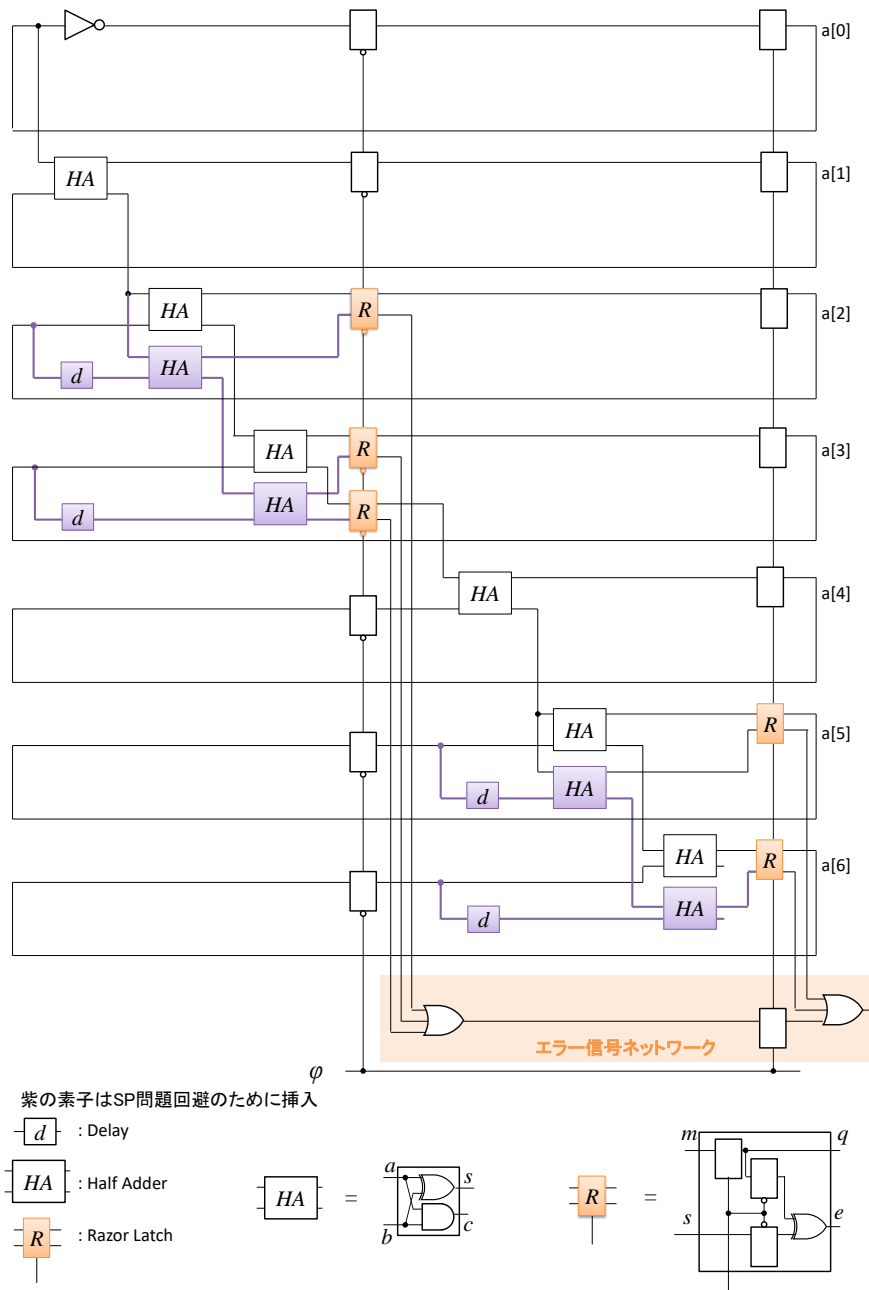 a[0]
HA
a[1]
HA
R
a[2]
d
HA
HA
R
a[3]
d
HA
R
HA
a[4]
HA
R
a[5]
d
HA
HA
R
a[6]
d
HA
エラー信号ネットワーク
φ
紫の素子はSP問題回避のために挿入
d : Delay
HA : Half Adder
R : Razor Latch
HA = a b s c
R = m s q e